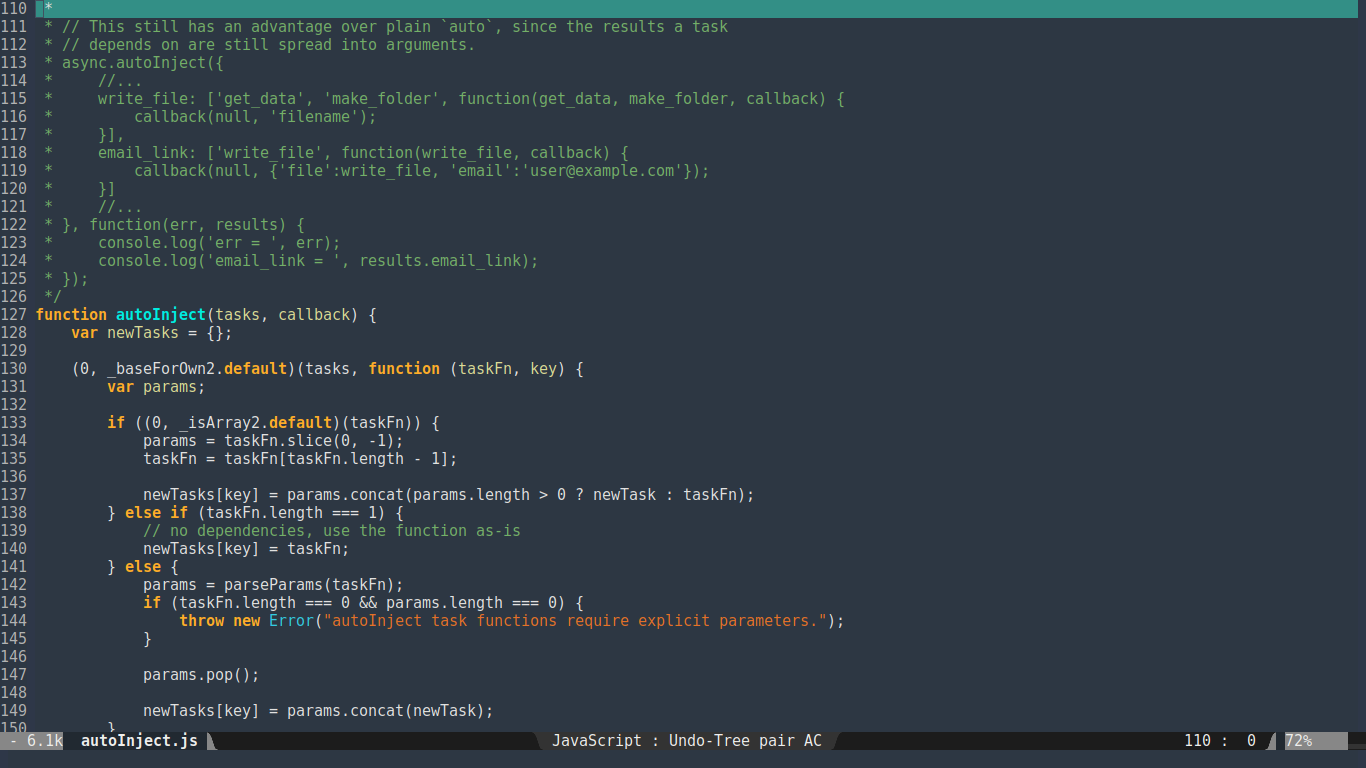 110  *
111  * // This still has an advantage over plain `auto`, since the results a task
112  * // depends on are still spread into arguments.
113  * async.autoInject({
114  *     //...
115  *     write_file: ['get_data', 'make_folder', function(get_data, make_folder, callback) {
116  *         callback(null, 'filename');
117  *     }],
118  *     email_link: ['write_file', function(write_file, callback) {
119  *         callback(null, {'file':write_file, 'email':'user@example.com'});
120  *     }]
121  *     //...
122  * }, function(err, results) {
123  *     console.log('err = ', err);
124  *     console.log('email_link = ', results.email_link);
125  * });
126  */
127 function autoInject(tasks, callback) {
128     var newTasks = {};
129
130     (0, _baseForOwn2.default)(tasks, function (taskFn, key) {
131         var params;
132
133         if ((0, _isArray2.default)(taskFn)) {
134             params = taskFn.slice(0, -1);
135             taskFn = taskFn[taskFn.length - 1];
136
137             newTasks[key] = params.concat(params.length > 0 ? newTask : taskFn);
138         } else if (taskFn.length === 1) {
139             // no dependencies, use the function as-is
140             newTasks[key] = taskFn;
141         } else {
142             params = parseParams(taskFn);
143             if (taskFn.length === 0 && params.length === 0) {
144                 throw new Error("autoInject task functions require explicit parameters.");
145             }
146
147             params.pop();
148
149             newTasks[key] = params.concat(newTask);
150         }
- 6.1k  autoInject.js JavaScript : Undo-Tree pair AC 110 :  0 72%